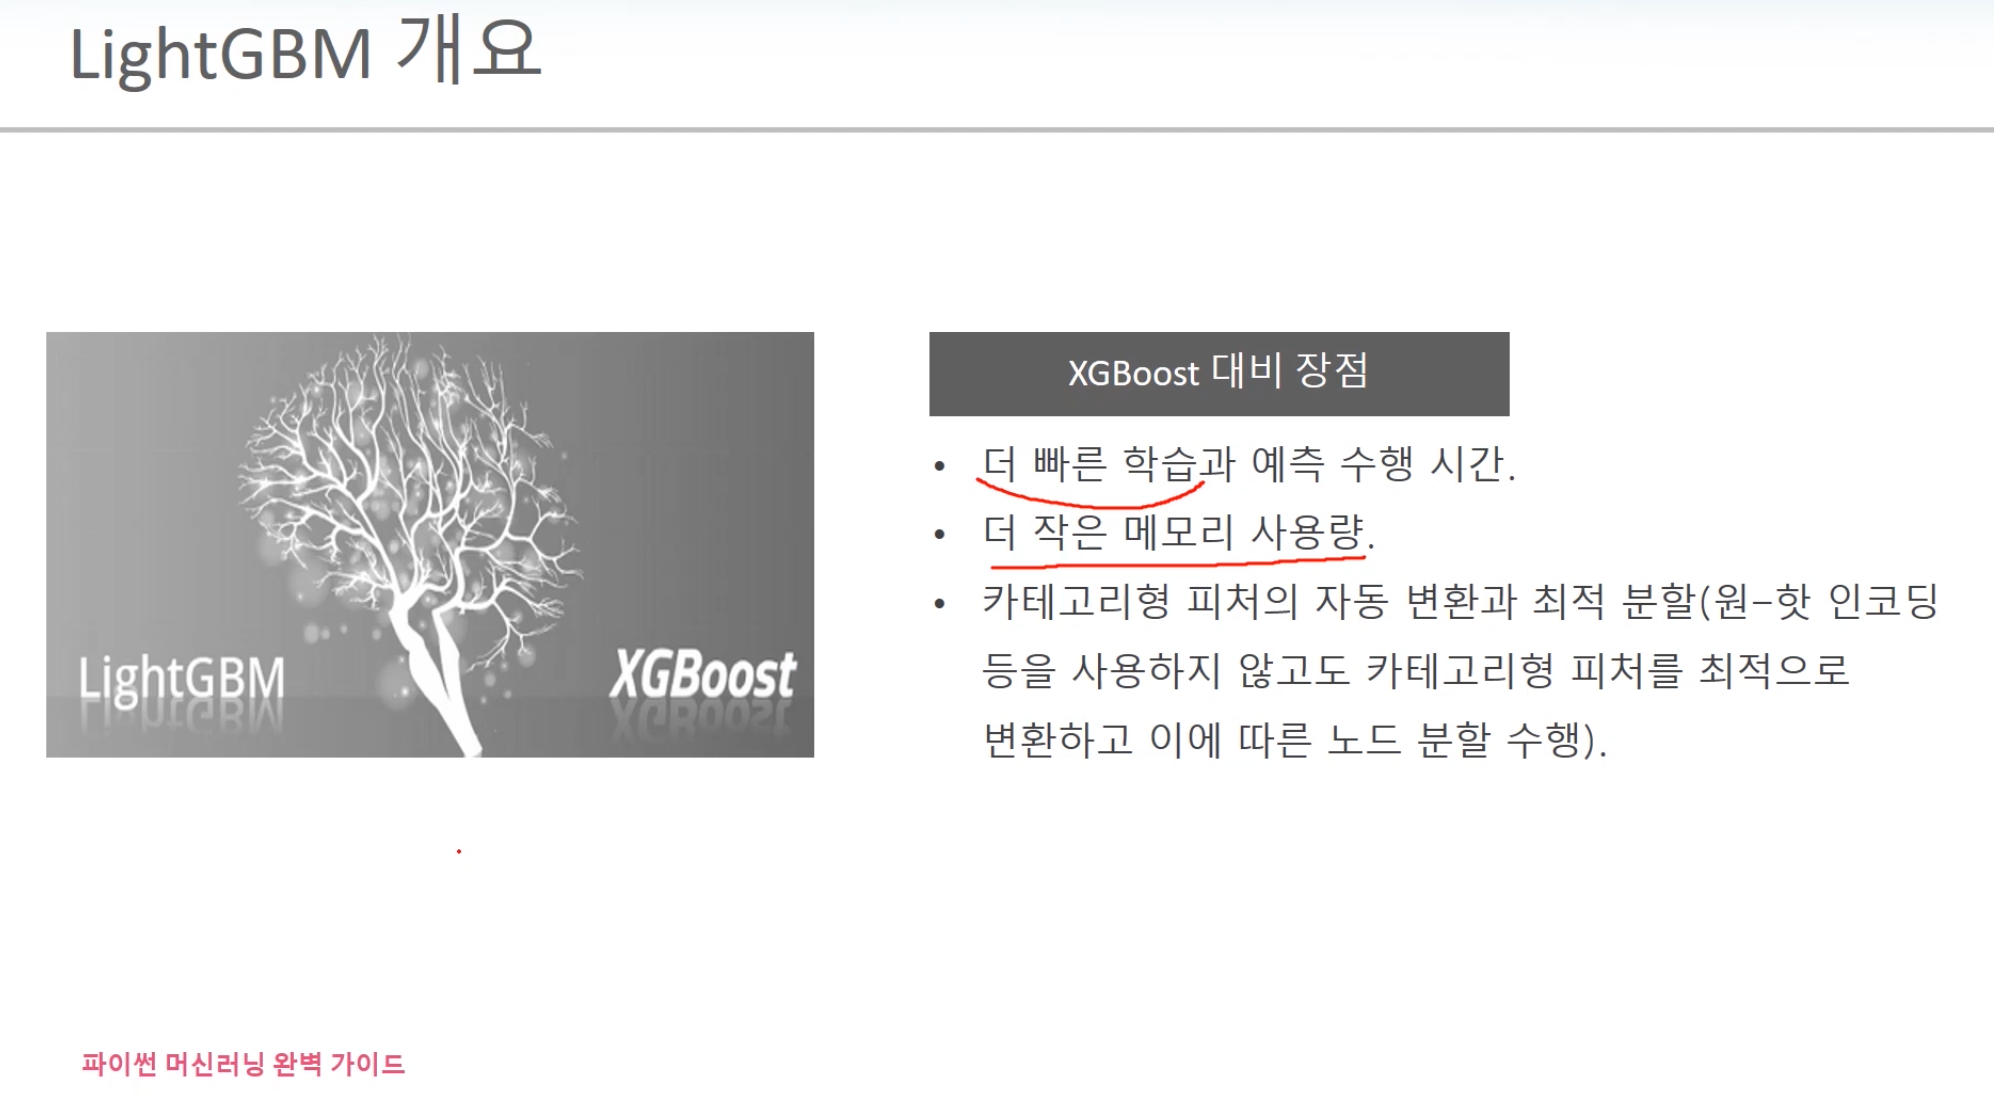 LightGBM 개요
LightGBM
XGBoost
XGBoost 대비 장점
• 더 빠른 학습과 예측 수행 시간.
• 더 작은 메모리 사용량.
• 카테고리형 피처의 자동 변환과 최적 분할(원-핫 인코딩
등을 사용하지 않고도 카테고리형 피처를 최적으로
변환하고 이에 따른 노드 분할 수행).
파이썬 머신러닝 완벽 가이드